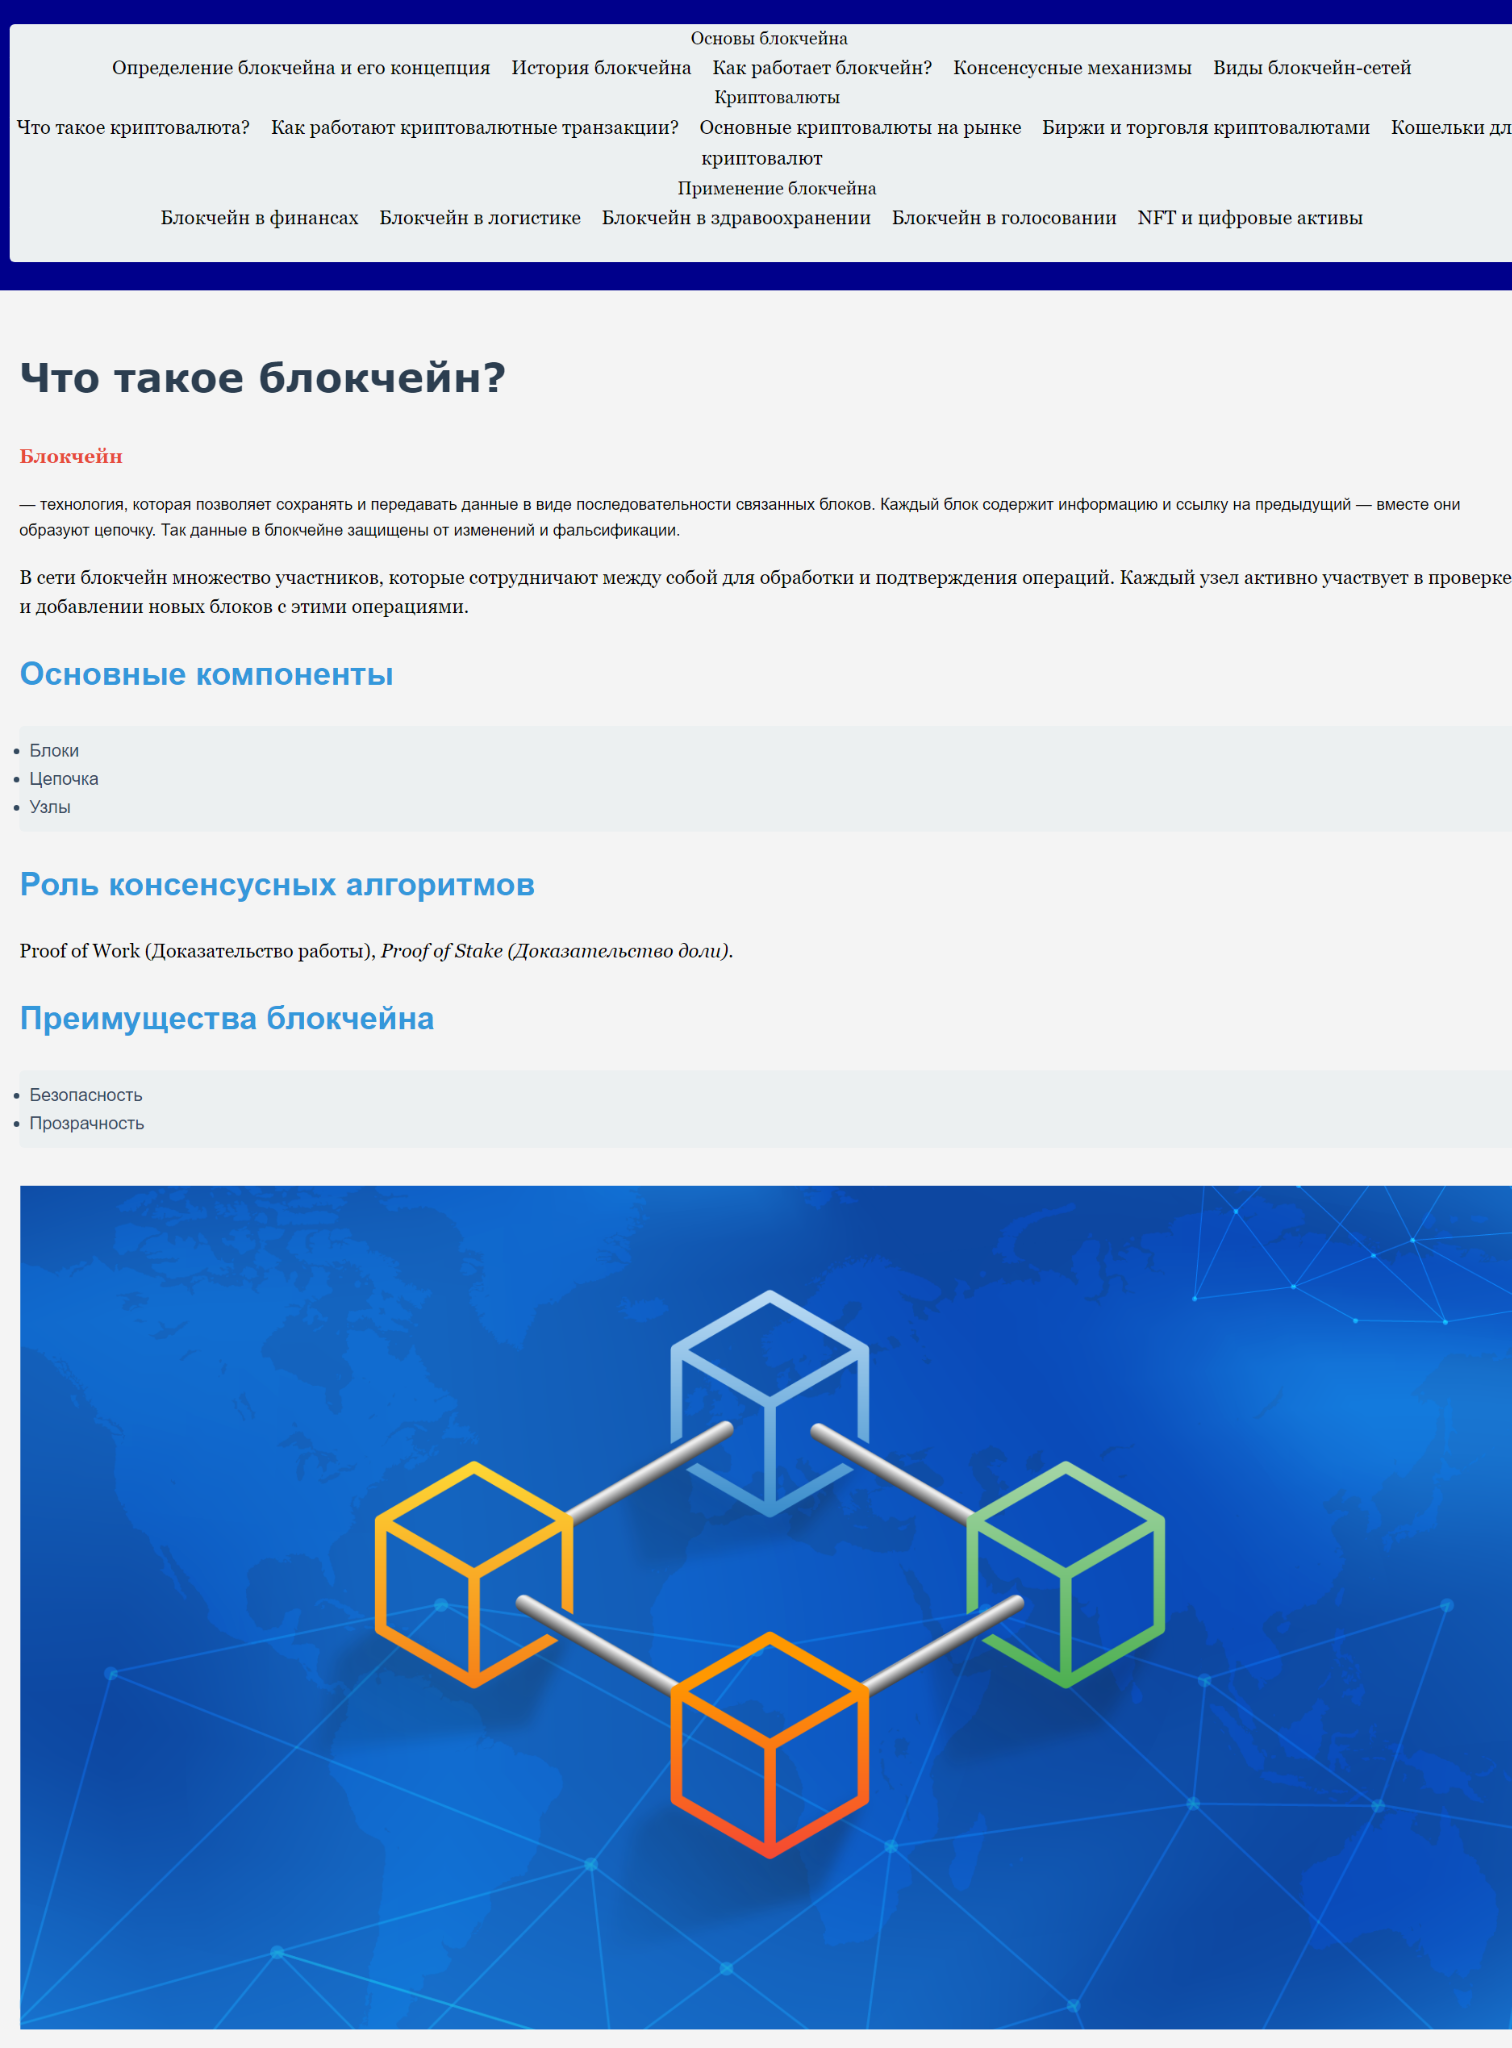 Основы блокчейна
Определение блокчейна и его концепция История блокчейна Как работает блокчейн? Консенсусные механизмы Виды блокчейн-сетей
Криптовалюты
Что такое криптовалюта? Как работают криптовалютные транзакции? Основные криптовалюты на рынке Биржи и торговля криптовалютами Кошельки дл
криптовалют
Применение блокчейна
Блокчейн в финансах Блокчейн в логистике Блокчейн в здравоохранении Блокчейн в голосовании NFT и цифровые активы
Что такое блокчейн?
Блокчейн
— технология, которая позволяет сохранять и передавать данные в виде последовательности связанных блоков. Каждый блок содержит информацию и ссылку на предыдущий — вместе они
образуют цепочку. Так данные в блокчейне защищены от изменений и фальсификации.
В сети блокчейн множество участников, которые сотрудничают между собой для обработки и подтверждения операций. Каждый узел активно участвует в проверке
и добавлении новых блоков с этими операциями.
Основные компоненты
• Блоки
• Цепочка
• Узлы
Роль консенсусных алгоритмов
Proof of Work (Доказательство работы), Proof of Stake (Доказательство доли).
Преимущества блокчейна
• Безопасность
• Прозрачность